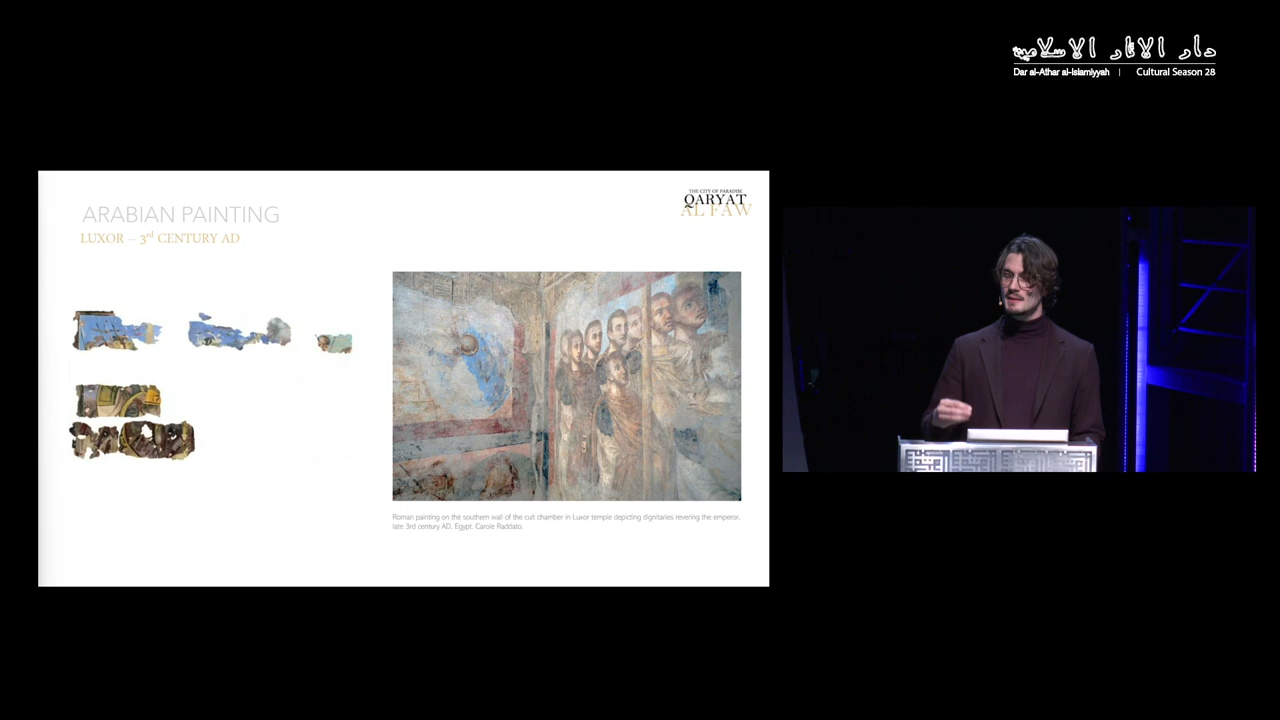 دار الآثار الإسلامية
Dar al-Athar al-Islamiyyah | Cultural Season 28
THE CITY OF PARADISE
QARYAT
AL FAW
ARABIAN PAINTING
LUXOR – 3rd CENTURY AD
Roman painting on the southern wall of the cult chamber in Luxor temple depicting dignitaries revering the emperor,
late 3rd century AD, Egypt. Carole Raddato.